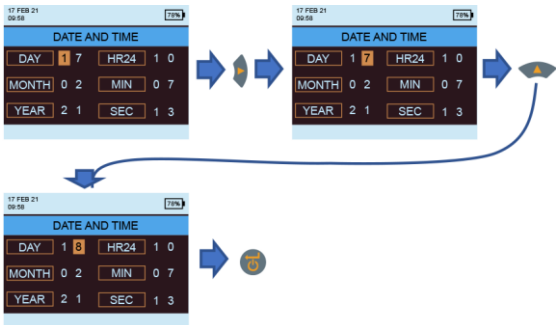 17 FEB 21
09:58 78%
DATE AND TIME
DAY 1 7 HR24 1 0
MONTH 0 2 MIN 0 7
YEAR 2 1 SEC 1 3
17 FEB 21
09:58 78%
DATE AND TIME
DAY 1 7 HR24 1 0
MONTH 0 2 MIN 0 7
YEAR 2 1 SEC 1 3
17 FEB 21
09:58 78%
DATE AND TIME
DAY 1 8 HR24 1 0
MONTH 0 2 MIN 0 7
YEAR 2 1 SEC 1 3